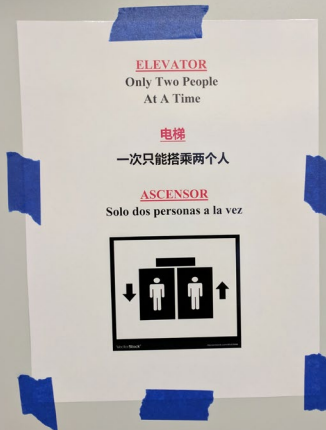 ELEVATOR
Only Two People
At A Time
电梯
一次只能搭乘两个人
ASCENSOR
Solo dos personas a la vez